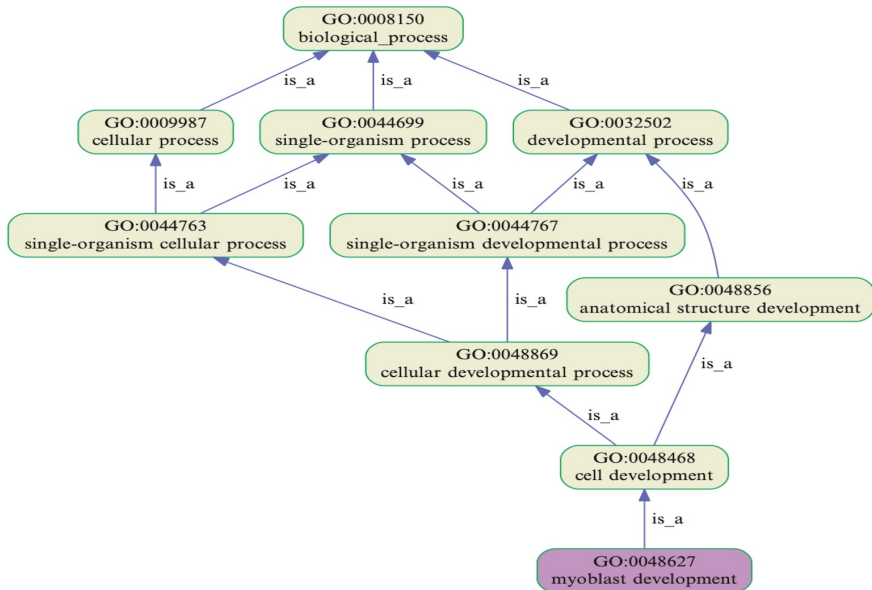 GO:0008150
biological_process
is_a
is_a
is_a
GO:0009987
cellular process
GO:0044699
single-organism process
GO:0032502
developmental process
is_a
is_a
is_a
is_a
is_a
GO:0044763
single-organism cellular process
GO:0044767
single-organism developmental process
GO:0048856
anatomical structure development
is_a
is_a
GO:0048869
cellular developmental process
is_a
is_a
GO:0048468
cell development
is_a
GO:0048627
myoblast development